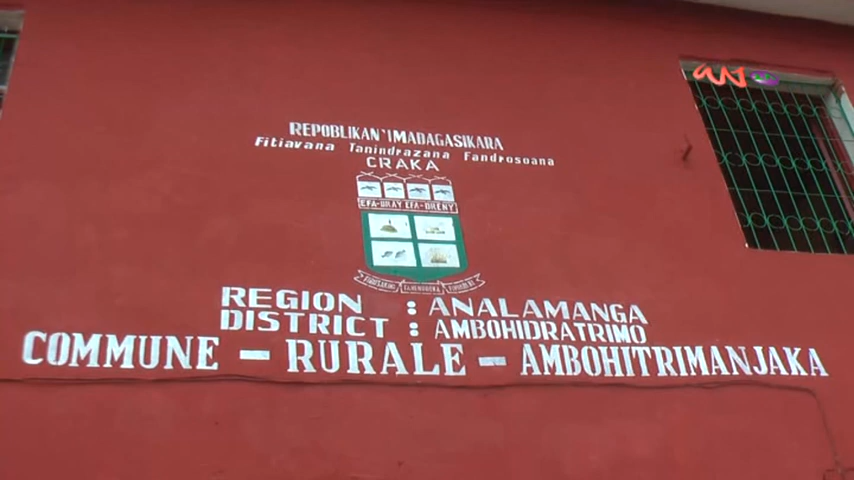 REPOBLIKAN'IMADAGASIKARA
Fitiavana Tanindrazana Fandrosoana
CRAKA
EFA-DRAY EFA-DRENY
REGION : ANALAMANGA
DISTRICT : AMBOHIDRATRIMO
COMMUNE - RURALE - AMBOHITRIMANJAKA